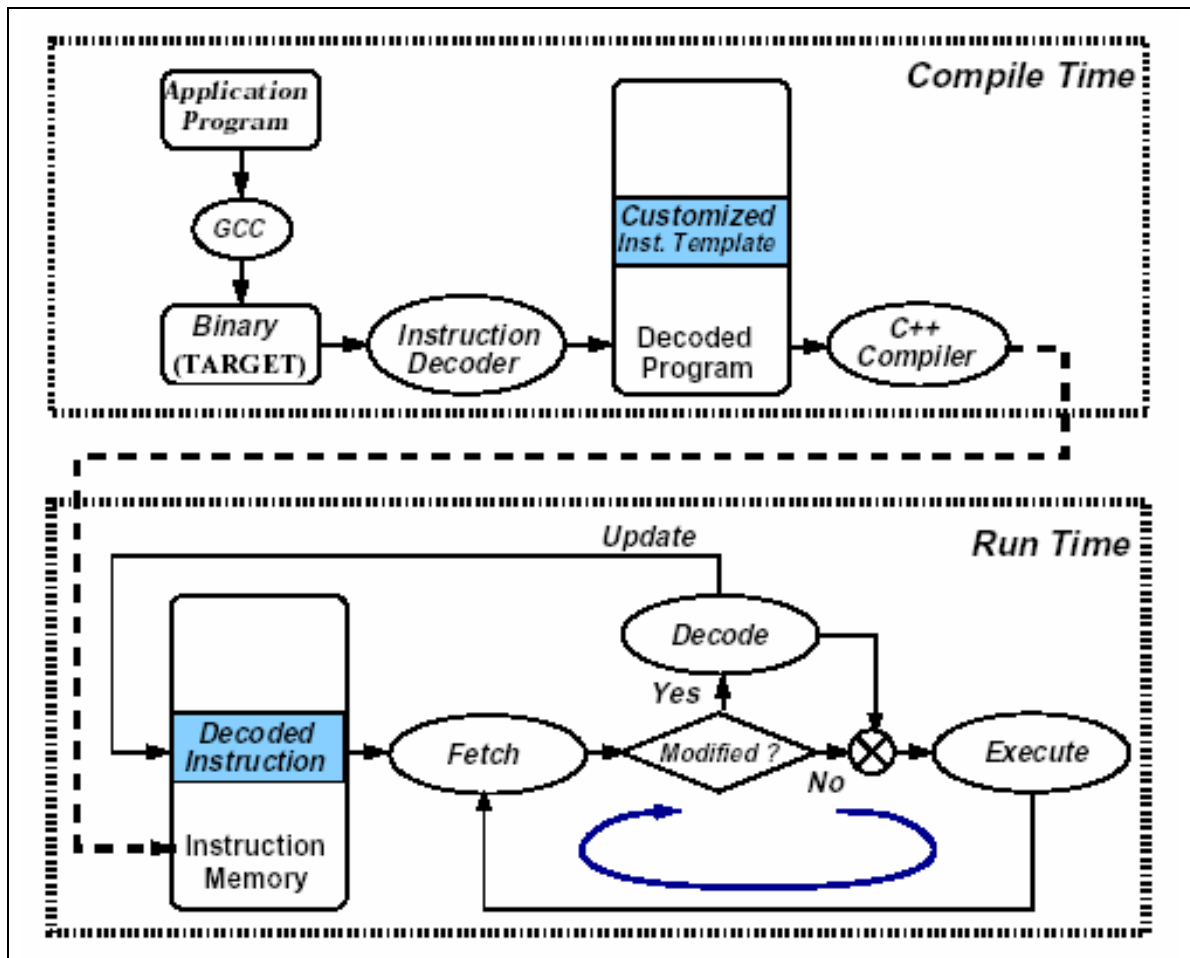 Compile Time
Application
Program
GCC
Binary
(TARGET)
Instruction
Decoder
Customized
Inst. Template
Decoded
Program
C++
Compiler
Run Time
Update
Decode
Yes
Decoded
Instruction
Fetch
Modified ?
No
Execute
Instruction
Memory